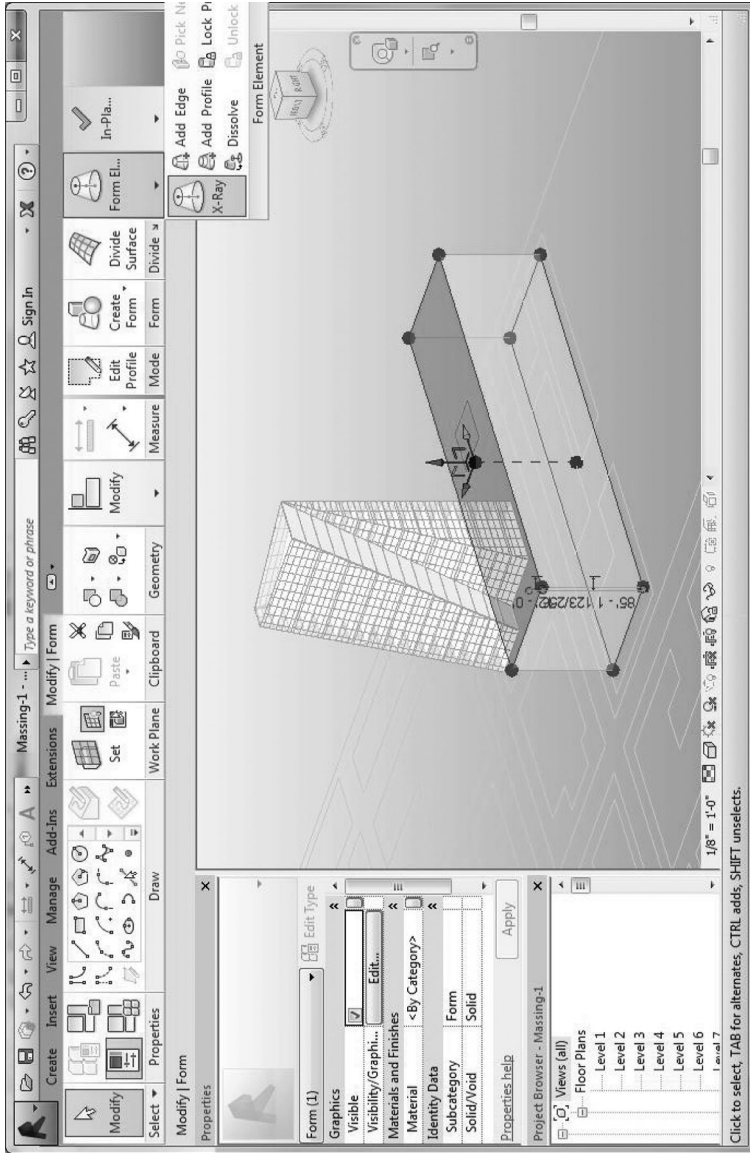 Massing-1 - ...
Type a keyword or phrase
Sign In
Create Insert View Manage Add-Ins Extensions Modify | Form
Modify
Set
Paste
Modify
Edit Profile
Create Form
Divide Surface
Form El...
In-Pla...
Select Properties Draw Work Plane Clipboard Geometry Measure Mode Form Divide
X-Ray
Add Edge
Add Profile
Dissolve
Lock Pr
Unlock
Form Element
Modify | Form
Properties
Form (1)
Edit Type
Graphics
Visible
Visibility/Graphi... Edit...
Materials and Finishes
Material <By Category>
Identity Data
Subcategory Form
Solid/Void Solid
Properties help
Apply
Project Browser - Massing-1
Views (all)
Floor Plans
Level 1
Level 2
Level 3
Level 4
Level 5
Level 6
Level 7
RIGHT
85' - 1 123/256"
1/8" = 1'-0"
Click to select, TAB for alternates, CTRL adds, SHIFT unselects.